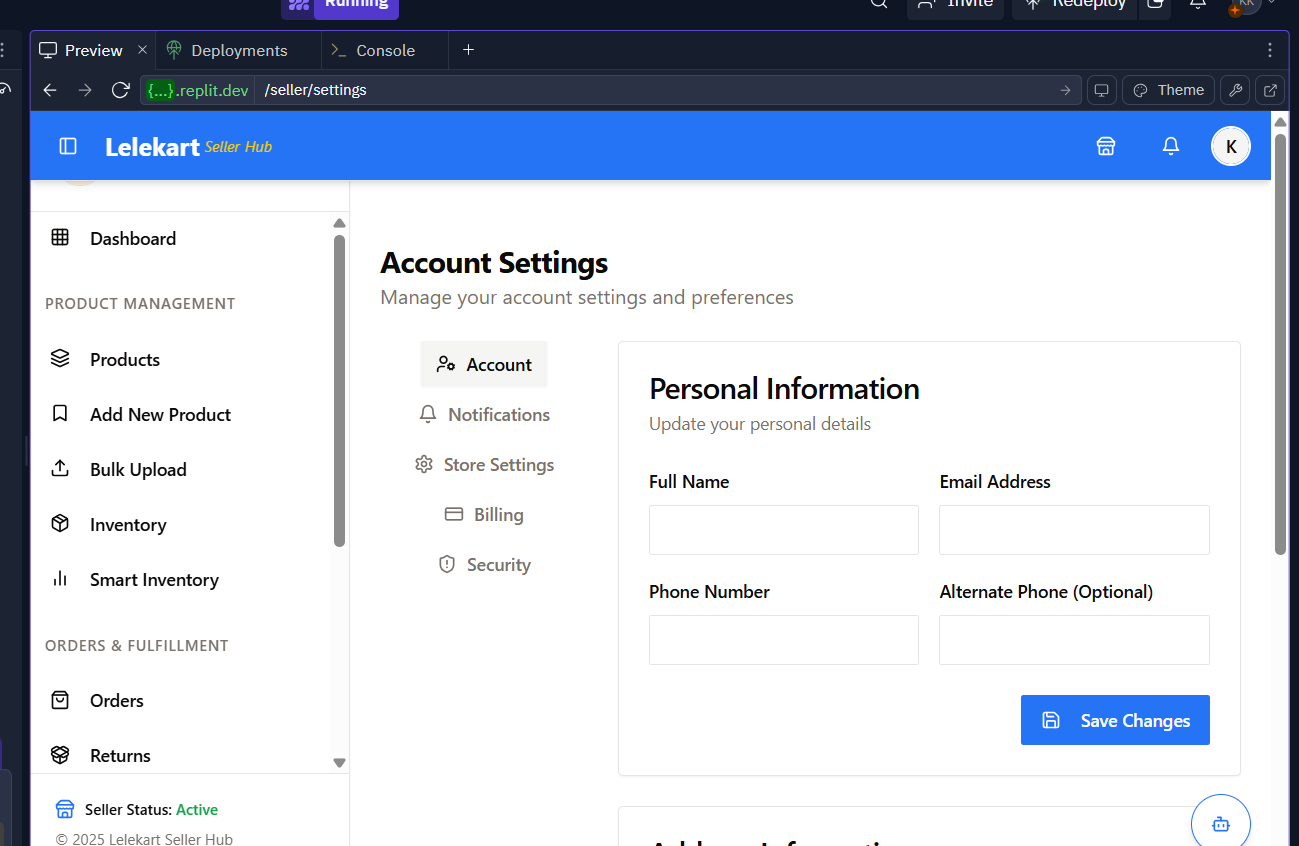 Running
Invite
Redeploy
KK
Preview
Deployments
Console
{...}.replit.dev
/seller/settings
Theme
Lelekart Seller Hub
K
Dashboard
PRODUCT MANAGEMENT
Products
Add New Product
Bulk Upload
Inventory
Smart Inventory
ORDERS & FULFILLMENT
Orders
Returns
Seller Status: Active
© 2025 Lelekart Seller Hub
Account Settings
Manage your account settings and preferences
Account
Notifications
Store Settings
Billing
Security
Personal Information
Update your personal details
Full Name
Email Address
Phone Number
Alternate Phone (Optional)
Save Changes
Address Information